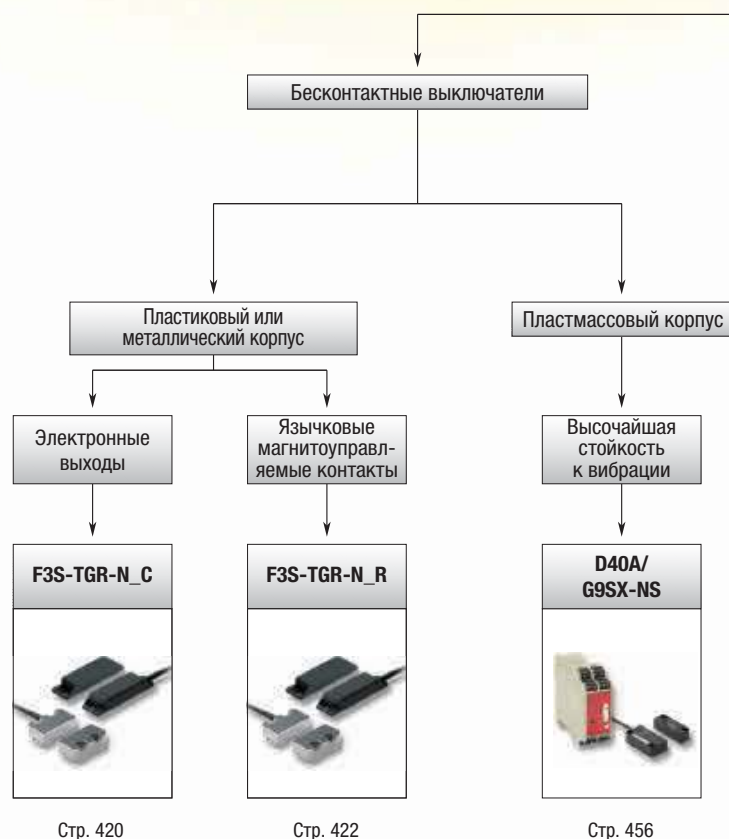 Бесконтактные выключатели
Пластиковый или
металлический корпус
Пластмассовый корпус
Электронные
выходы
Язычковые
магнитоуправл-
яемые контакты
Высочайшая
стойкость
к вибрации
F3S-TGR-N_C
F3S-TGR-N_R
D40A/
G9SX-NS
Стр. 420
Стр. 422
Стр. 456